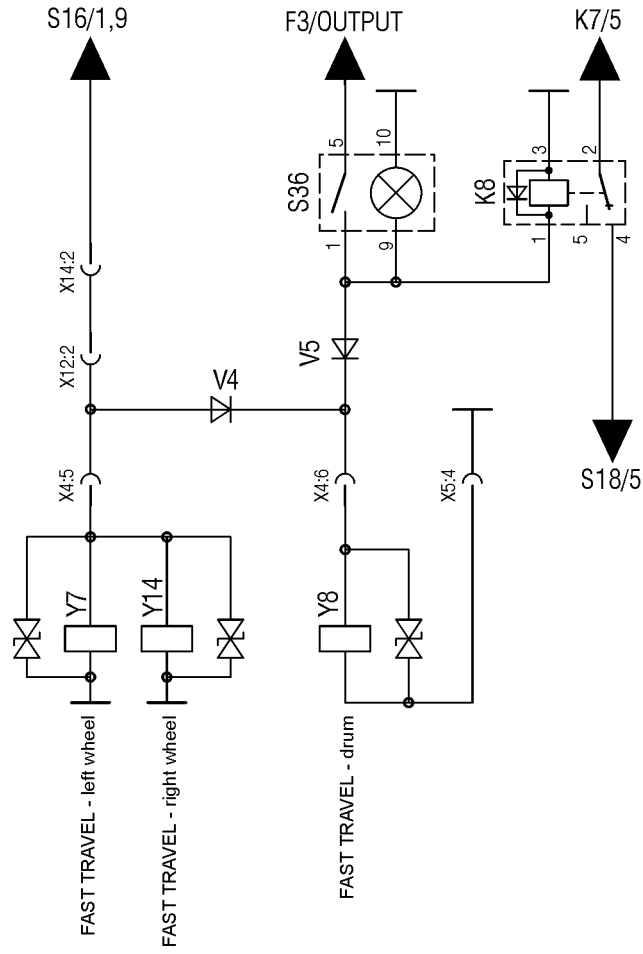 S16/1,9
F3/OUTPUT
K7/5
5
10
3
2
S36
K8
1
9
1
5
4
X14:2
X12:2
V5
V4
X4:5
X4:6
X5:4
S18/5
Y7
Y14
Y8
FAST TRAVEL - left wheel
FAST TRAVEL - right wheel
FAST TRAVEL - drum